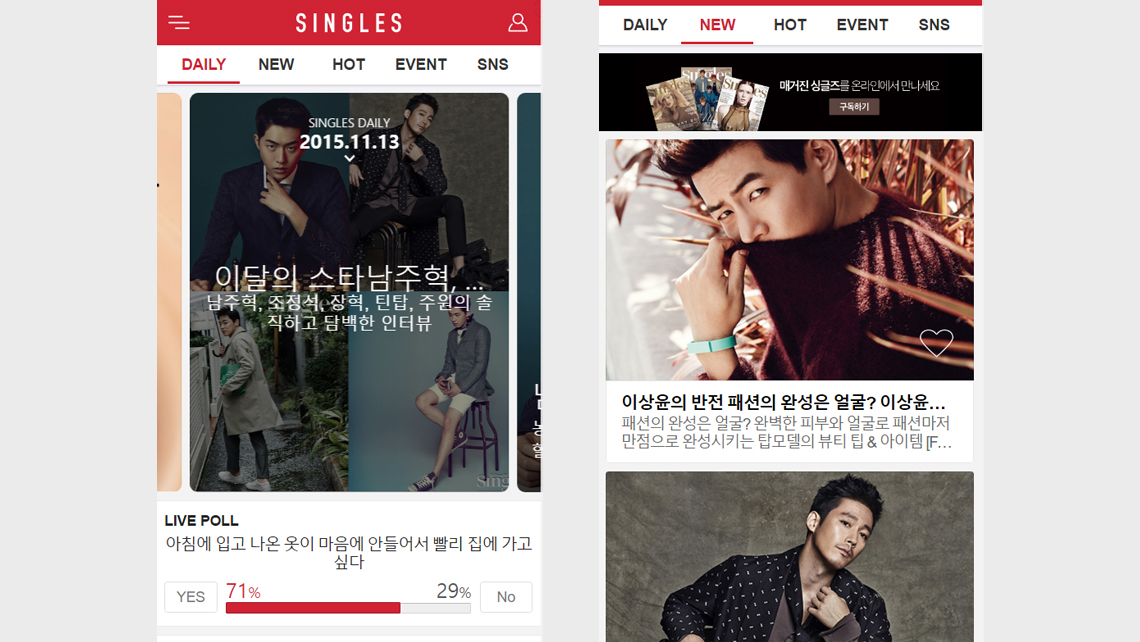 SINGLES
DAILY NEW HOT EVENT SNS
SINGLES DAILY
2015.11.13
이달의 스타남주혁, ...
남주혁, 조정석, 장혁, 틴탑, 주원의 솔
직하고 담백한 인터뷰
Sing
LIVE POLL
아침에 입고 나온 옷이 마음에 안들어서 빨리 집에 가고
싶다
YES 71% 29% No
DAILY NEW HOT EVENT SNS
매거진 싱글즈를 온라인에서 만나세요
구독하기
이상윤의 반전 패션의 완성은 얼굴? 이상윤...
패션의 완성은 얼굴? 완벽한 피부와 얼굴로 패션마저
만점으로 완성시키는 탑모델의 뷰티 팁 & 아이템 [F...